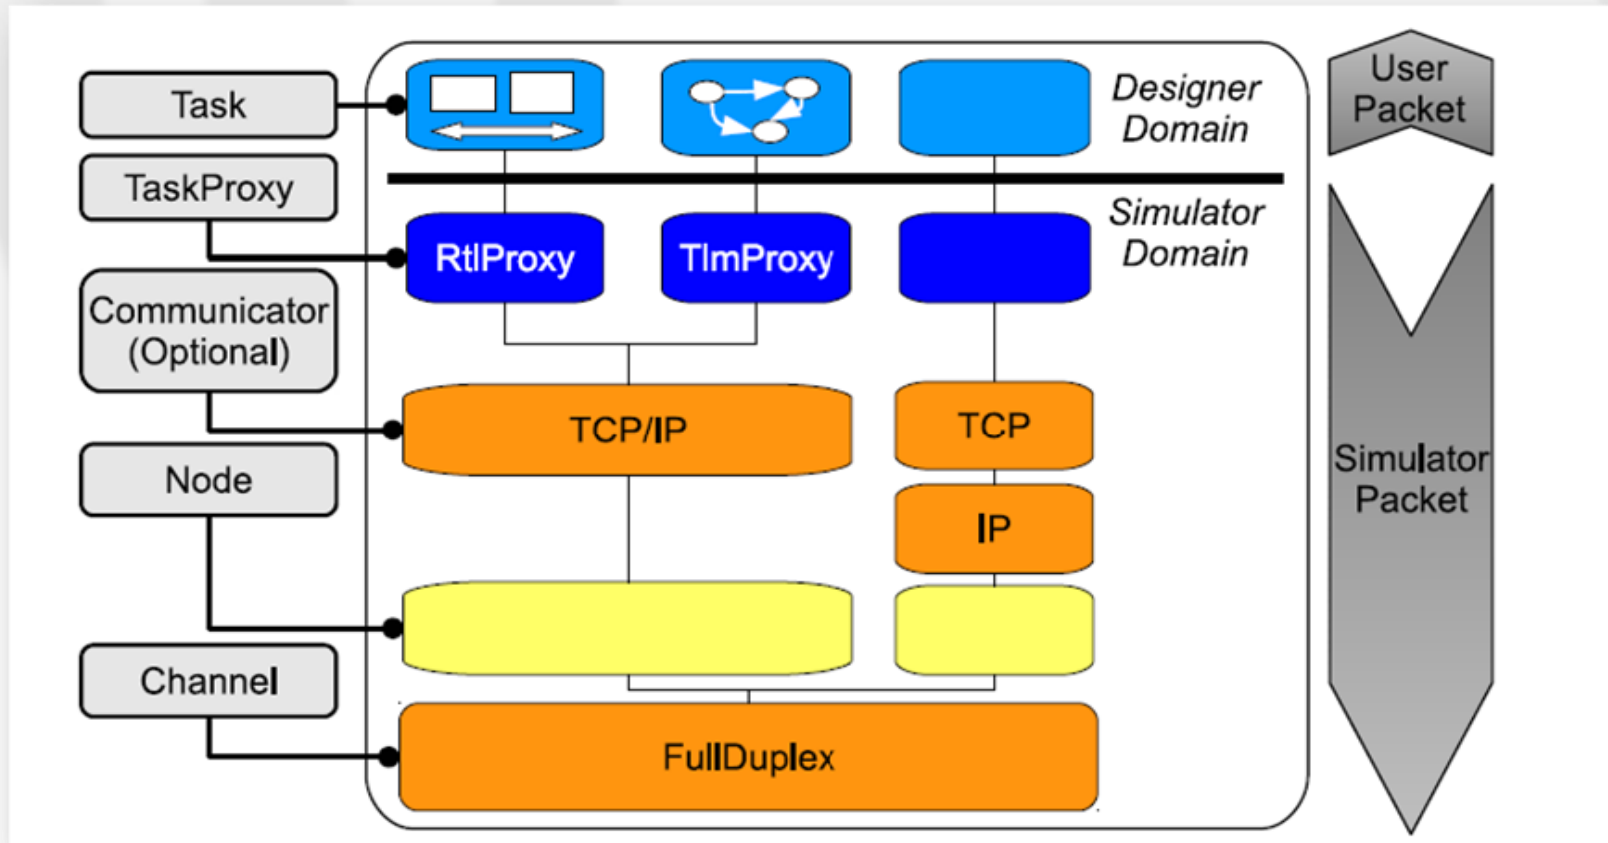 Task
TaskProxy
Communicator
(Optional)
Node
Channel
Designer
Domain
Simulator
Domain
RtlProxy
TlmProxy
TCP/IP
TCP
IP
FullDuplex
User
Packet
Simulator
Packet